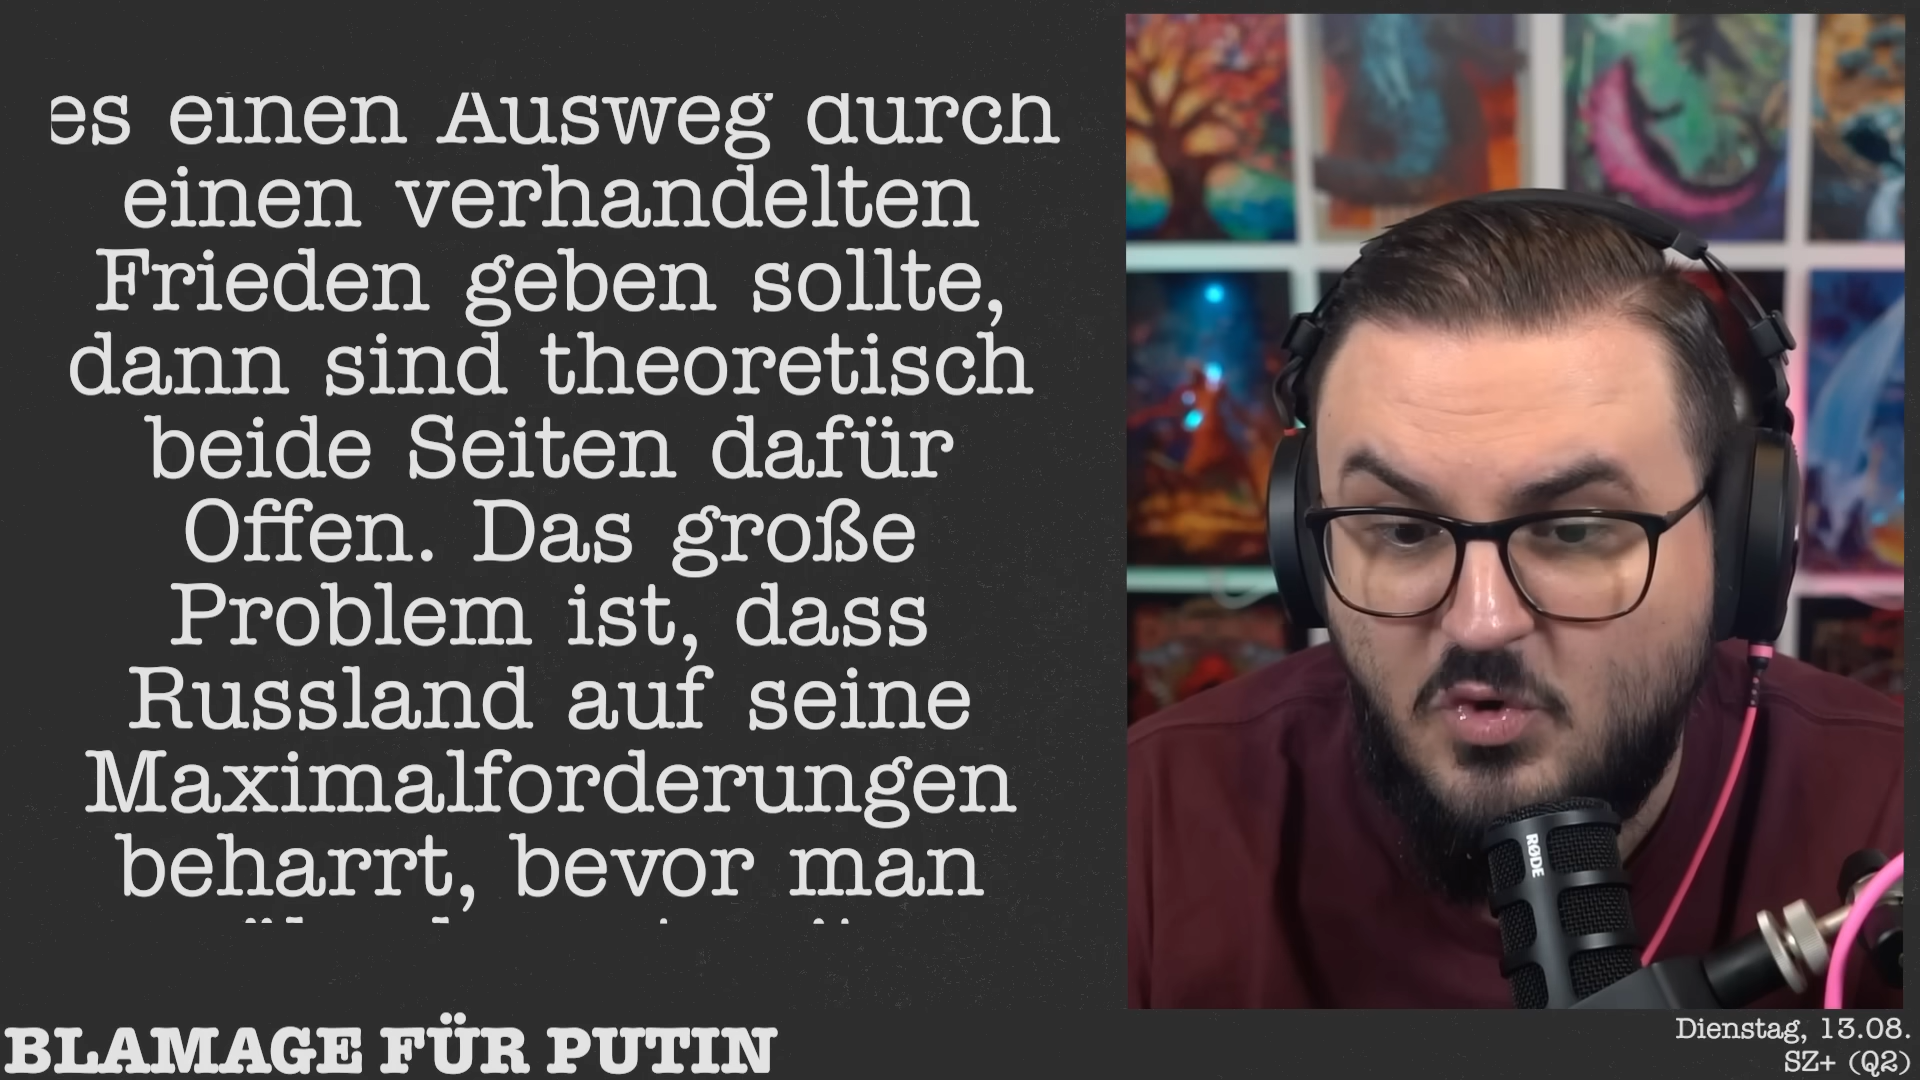 es einen Ausweg durch
einen verhandelten
Frieden geben sollte,
dann sind theoretisch
beide Seiten dafür
Offen. Das große
Problem ist, dass
Russland auf seine
Maximalforderungen
beharrt, bevor man
RØDE
BLAMAGE FÜR PUTIN
Dienstag, 13.08.
SZ+ (Q2)